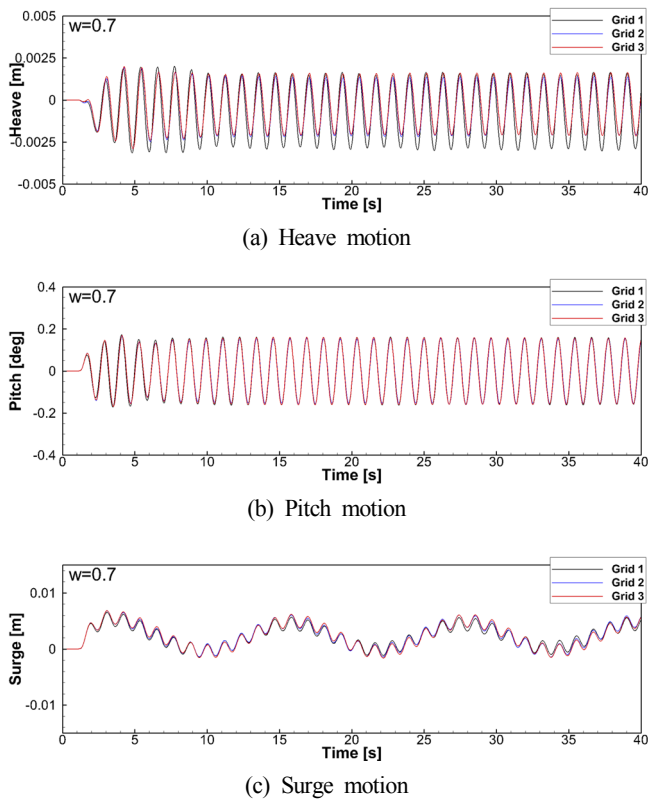 0.005
w=0.7
Grid 1
Grid 2
Grid 3
0.0025
0
-0.0025
-0.005
Heave [m]
0 5 10 15 20 25 30 35 40
Time [s]
(a) Heave motion
0.4
w=0.7
Grid 1
Grid 2
Grid 3
0.2
0
-0.2
-0.4
Pitch [deg]
0 5 10 15 20 25 30 35 40
Time [s]
(b) Pitch motion
w=0.7
Grid 1
Grid 2
Grid 3
0.01
0
-0.01
Surge [m]
0 5 10 15 20 25 30 35 40
Time [s]
(c) Surge motion